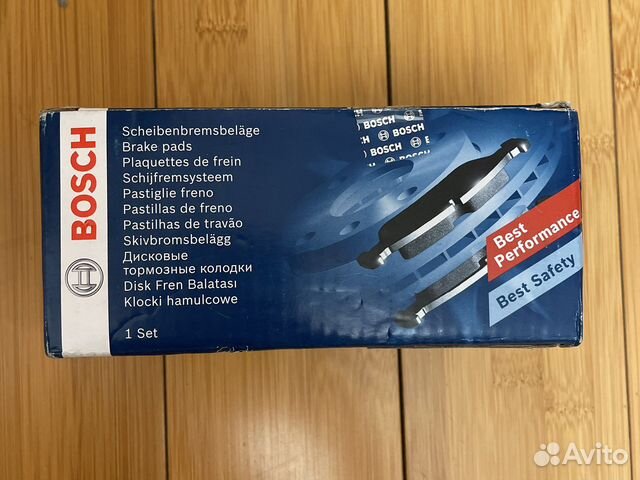 BOSCH
Scheibenbremsbeläge
Brake pads
Plaquettes de frein
Schijfremsysteem
Pastiglie freno
Pastillas de freno
Pastilhas de travão
Skivbromsbelägg
Дисковые
тормозные колодки
Disk Fren Balatası
Klocki hamulcowe
1 Set
BOSCH
BOSCH
BOSCH
BOSCH
Best
Performance
Best Safety
Avito